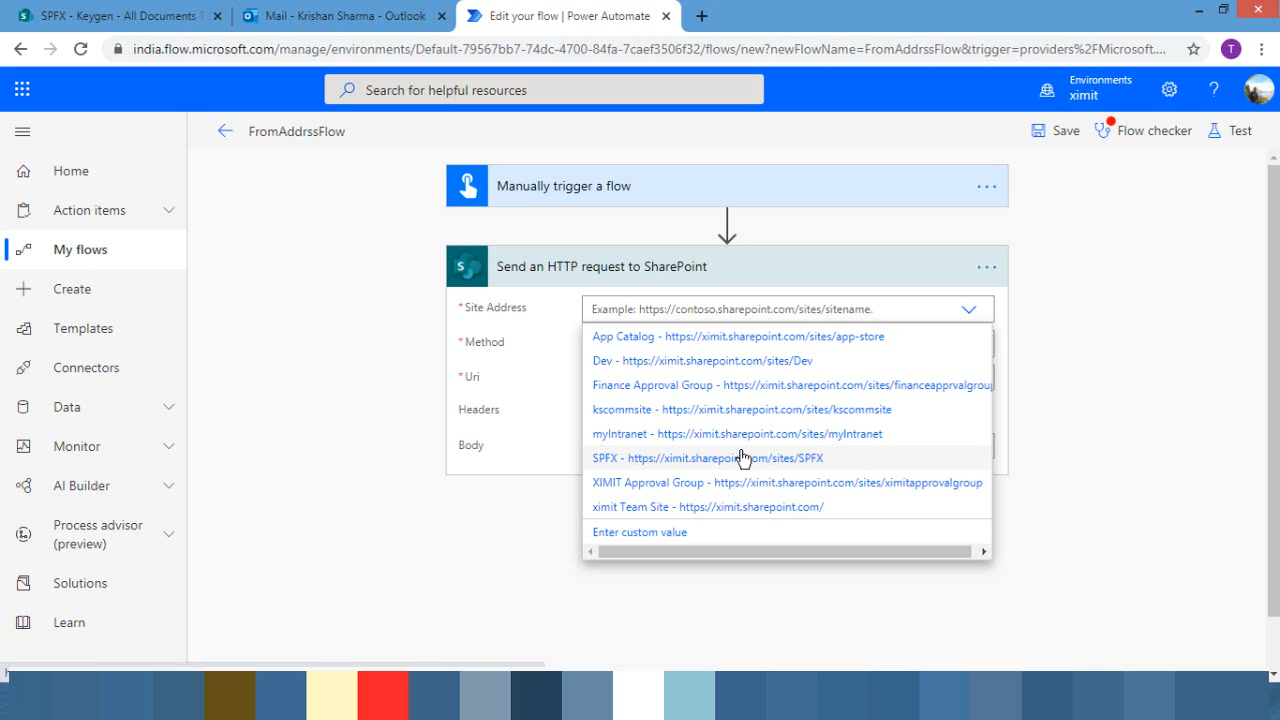 SPFX - Keygen - All Documents
Mail - Krishan Sharma - Outlook
Edit your flow | Power Automate
india.flow.microsoft.com/manage/environments/Default-79567bb7-74dc-4700-84fa-7caef3506f32/flows/new?newFlowName=FromAddrssFlow&trigger=providers%2FMicrosoft....
T
Search for helpful resources
Environments
ximit
FromAddrssFlow
Save
Flow checker
Test
Home
Action items
My flows
Create
Templates
Connectors
Data
Monitor
AI Builder
Process advisor
(preview)
Solutions
Learn
Manually trigger a flow
Send an HTTP request to SharePoint
* Site Address
Example: https://contoso.sharepoint.com/sites/sitename.
* Method
* Uri
Headers
Body
App Catalog - https://ximit.sharepoint.com/sites/app-store
Dev - https://ximit.sharepoint.com/sites/Dev
Finance Approval Group - https://ximit.sharepoint.com/sites/financeapprvalgroup
kscommsite - https://ximit.sharepoint.com/sites/kscommsite
myIntranet - https://ximit.sharepoint.com/sites/myIntranet
SPFX - https://ximit.sharepoint.com/sites/SPFX
XIMIT Approval Group - https://ximit.sharepoint.com/sites/ximitapprovalgroup
ximit Team Site - https://ximit.sharepoint.com/
Enter custom value